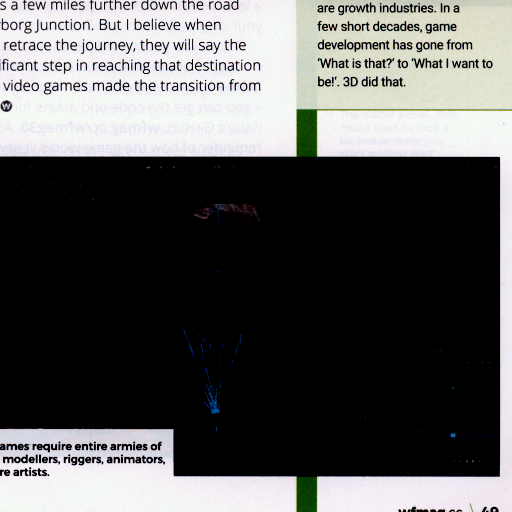 s a few miles further down the road
borg Junction. But I believe when
retrace the journey, they will say the
ificant step in reaching that destination
video games made the transition from
are growth industries. In a
few short decades, game
development has gone from
'What is that?' to 'What I want to
be!'. 3D did that.
ames require entire armies of
modellers, riggers, animators,
re artists.
wfmag.cc \ 49